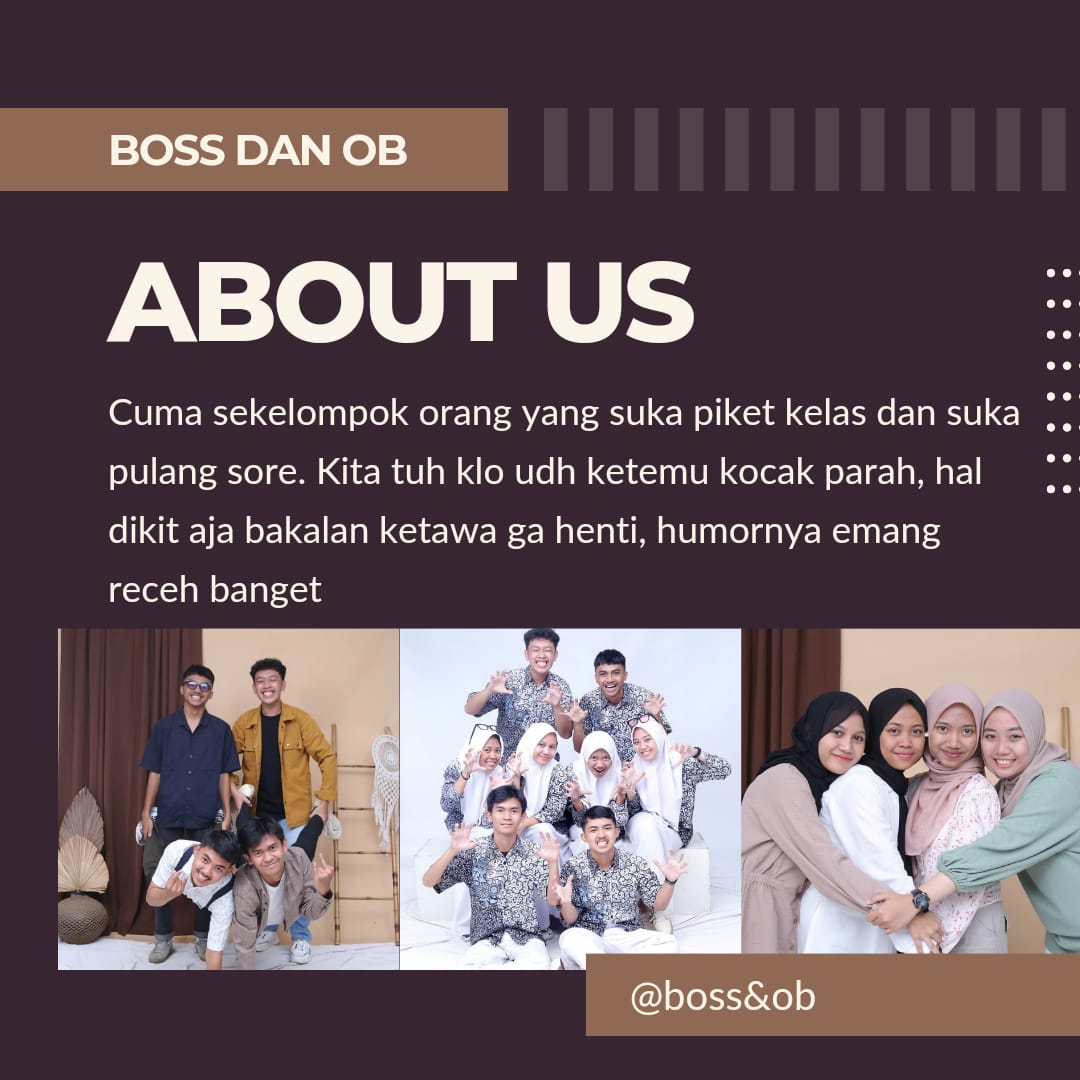 BOSS DAN OB
ABOUT US
Cuma sekelompok orang yang suka piket kelas dan suka
pulang sore. Kita tuh klo udh ketemu kocak parah, hal
dikit aja bakalan ketawa ga henti, humornya emang
receh banget
@boss&ob